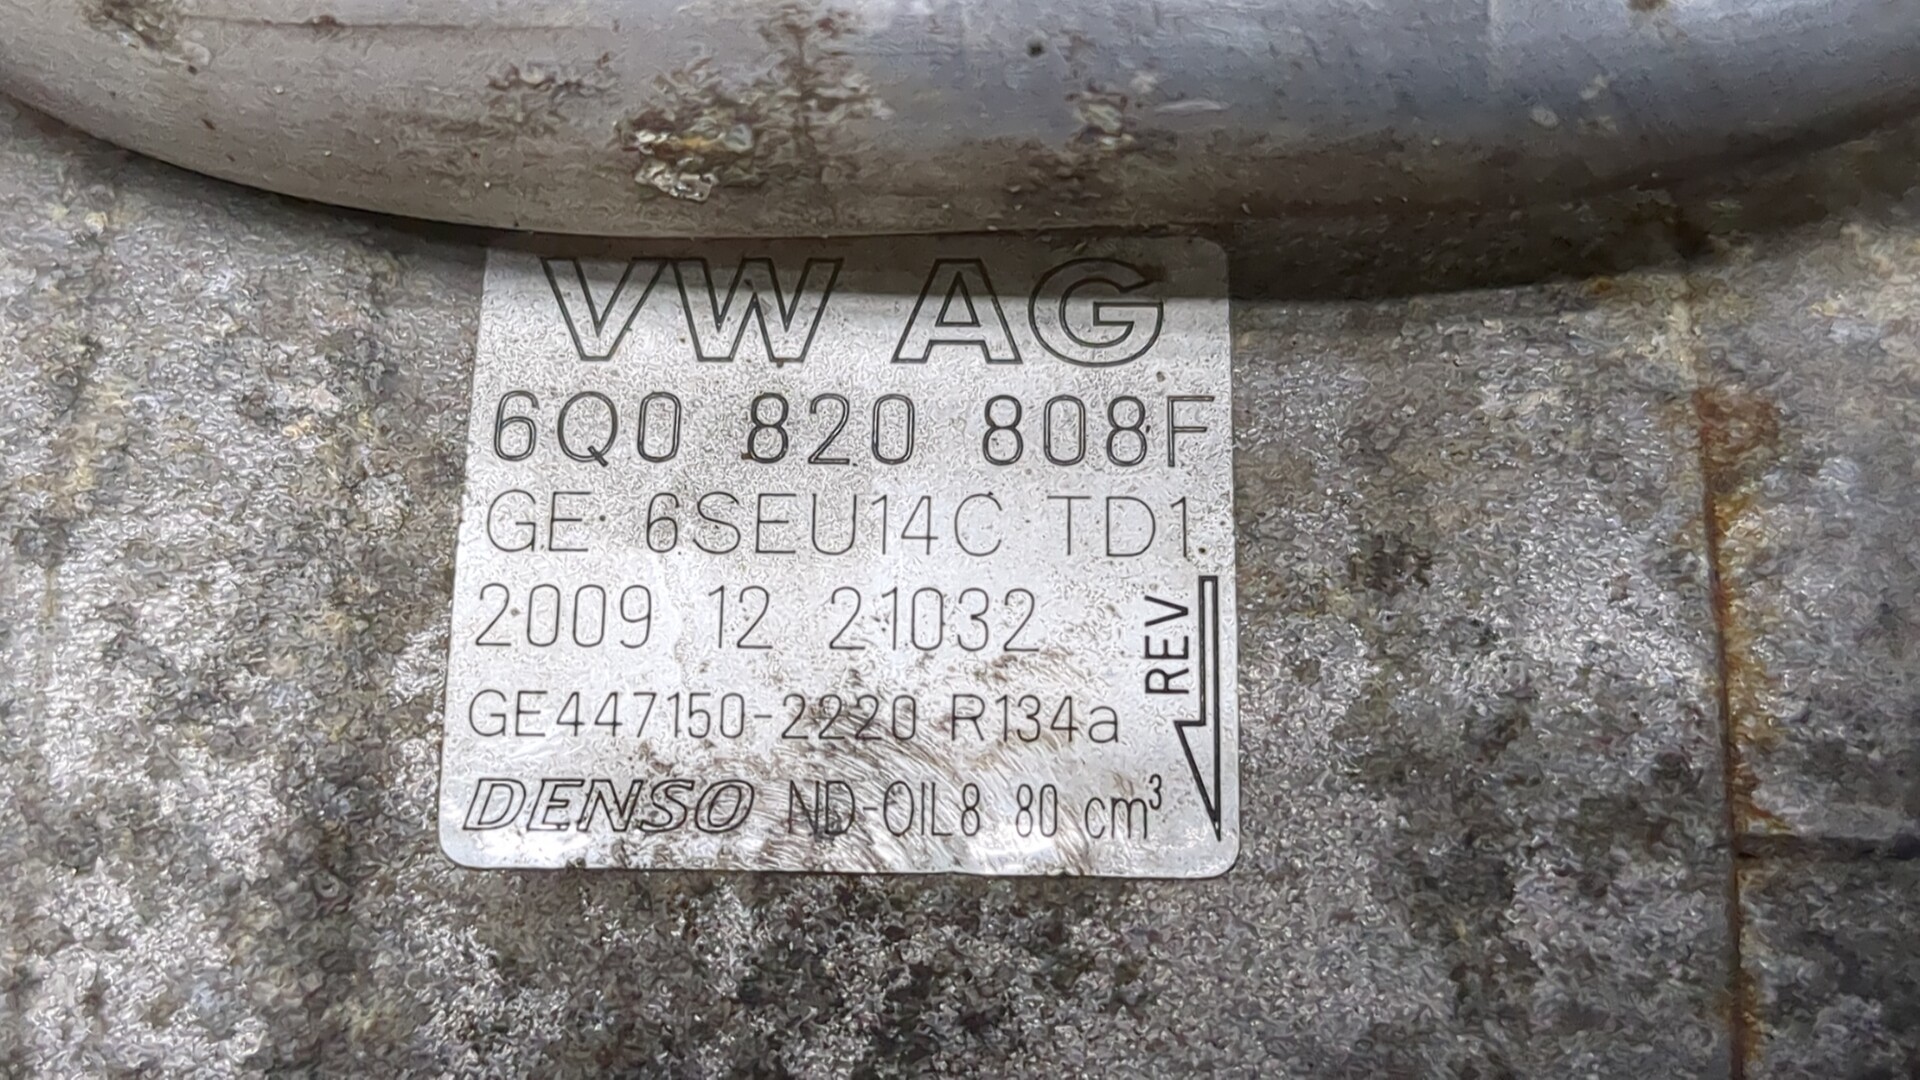 VW AG
6Q0 820 808F
GE 6SEU14C TD1
2009 12 21032
REV
GE447150-2220 R134a
DENSO ND-OIL8 80 cm³